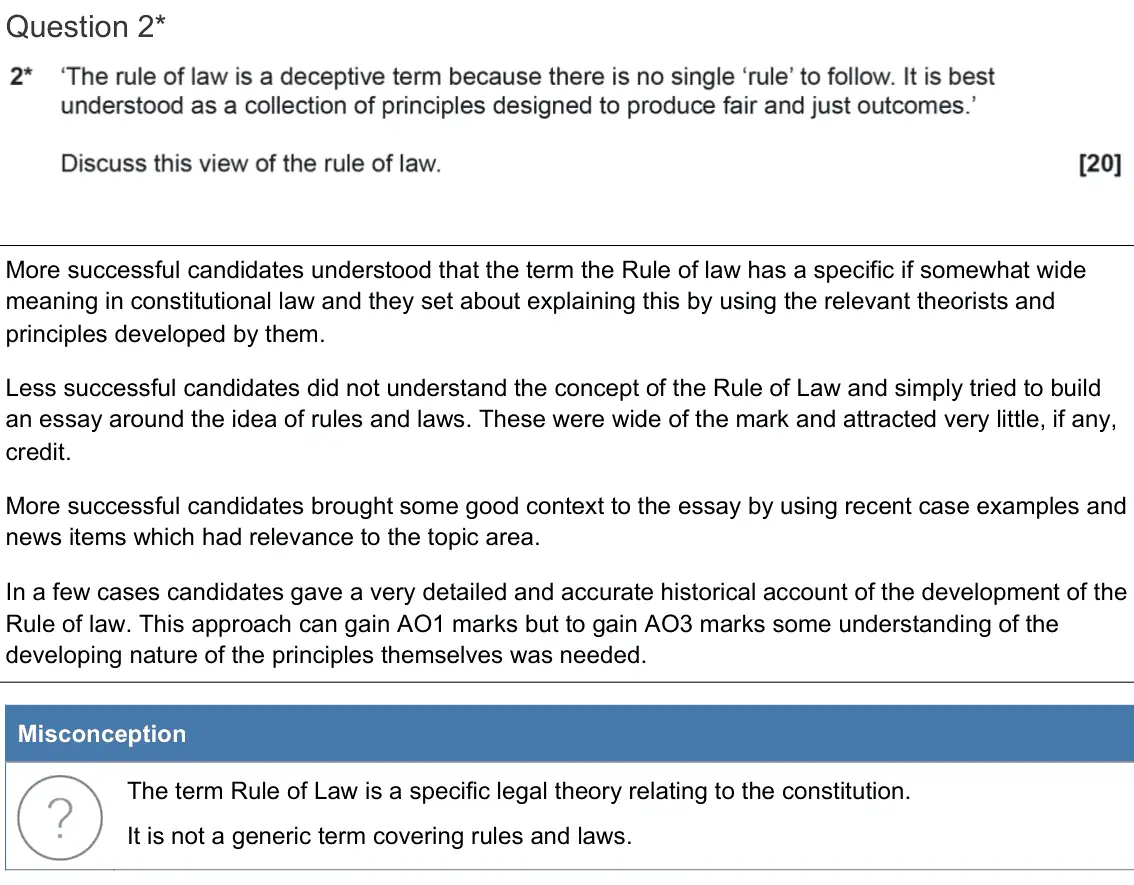 Question 2*
2* ‘The rule of law is a deceptive term because there is no single ‘rule’ to follow. It is best
understood as a collection of principles designed to produce fair and just outcomes.’
Discuss this view of the rule of law. [20]
More successful candidates understood that the term the Rule of law has a specific if somewhat wide
meaning in constitutional law and they set about explaining this by using the relevant theorists and
principles developed by them.
Less successful candidates did not understand the concept of the Rule of Law and simply tried to build
an essay around the idea of rules and laws. These were wide of the mark and attracted very little, if any,
credit.
More successful candidates brought some good context to the essay by using recent case examples and
news items which had relevance to the topic area.
In a few cases candidates gave a very detailed and accurate historical account of the development of the
Rule of law. This approach can gain AO1 marks but to gain AO3 marks some understanding of the
developing nature of the principles themselves was needed.
Misconception
?
The term Rule of Law is a specific legal theory relating to the constitution.
It is not a generic term covering rules and laws.